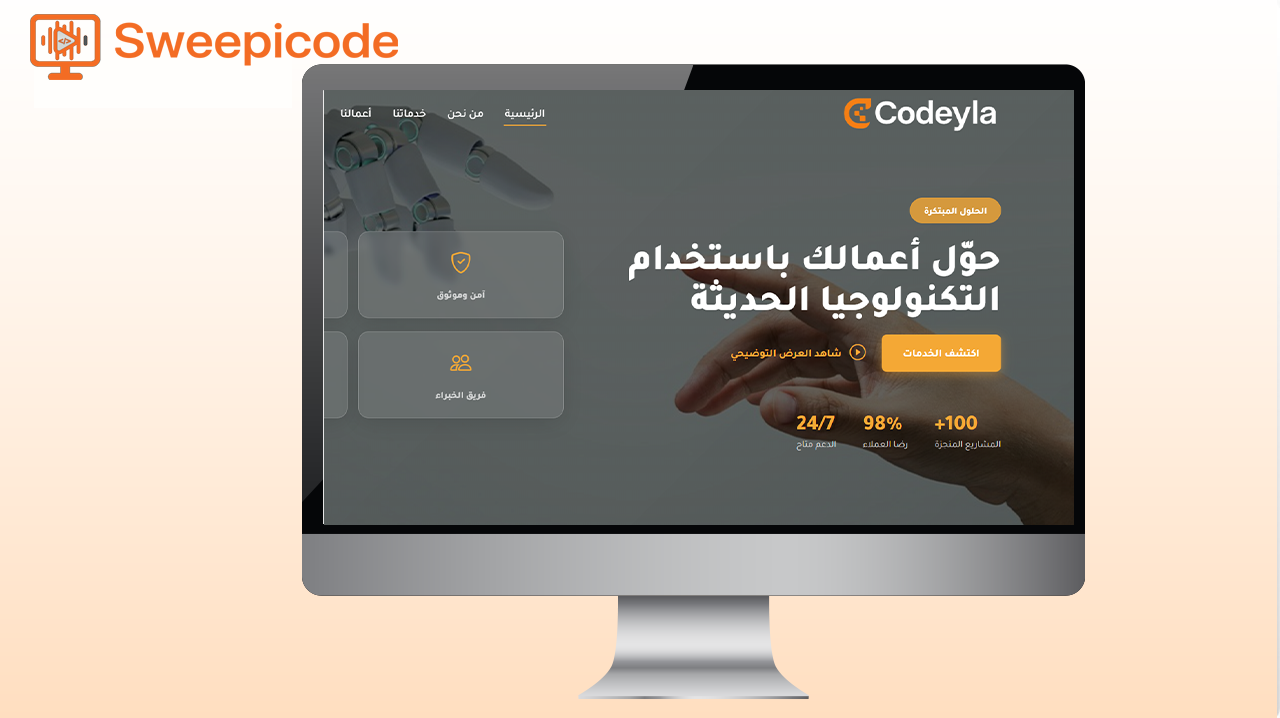 Sweepicode
Codeyla
الرئيسية
من نحن
خدماتنا
أعمالنا
الحلول المبتكرة
حوّل أعمالك باستخدام
التكنولوجيا الحديثة
اكتشف الخدمات
شاهد العرض التوضيحي
+100
المشاريع المنجزة
98%
رضا العملاء
24/7
الدعم متاح
آمن وموثوق
فريق الخبراء